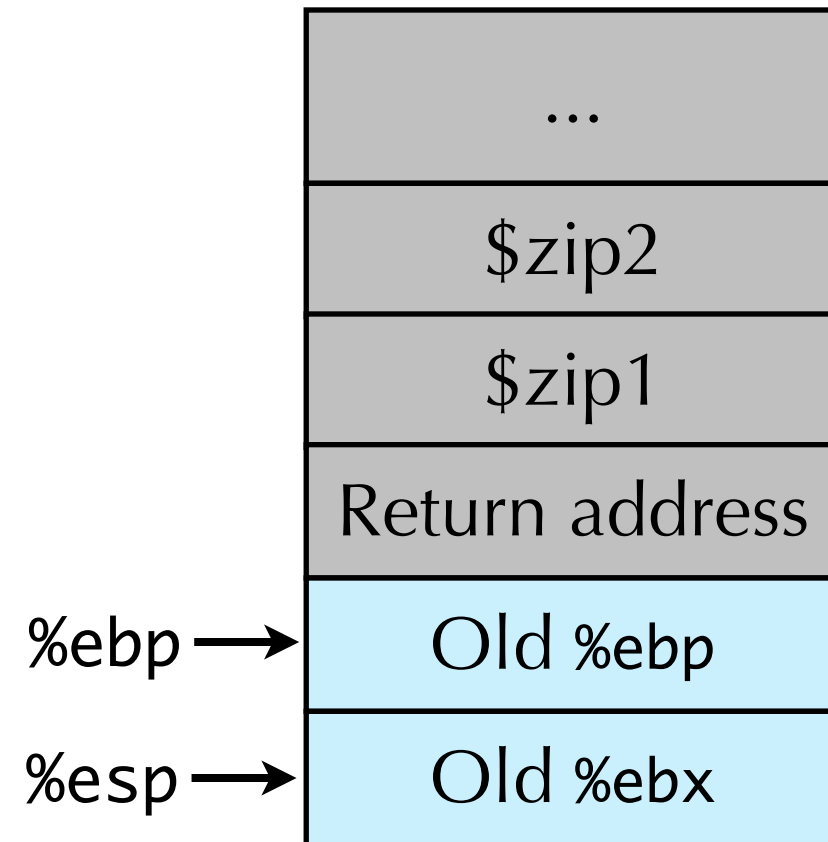 ...
$zip2
$zip1
Return address
%ebp Old %ebp
%esp Old %ebx